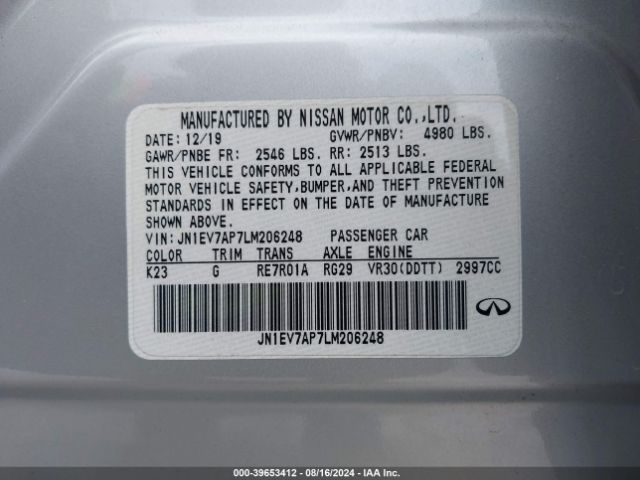 MANUFACTURED BY NISSAN MOTOR CO.,LTD.
DATE: 12/19 GVWR/PNBV: 4980 LBS.
GAWR/PNBE FR: 2546 LBS. RR: 2513 LBS.
THIS VEHICLE CONFORMS TO ALL APPLICABLE FEDERAL
MOTOR VEHICLE SAFETY,BUMPER,AND THEFT PREVENTION
STANDARDS IN EFFECT ON THE DATE OF MANUFACTURE
SHOWN ABOVE.
VIN: JN1EV7AP7LM206248 PASSENGER CAR
COLOR TRIM TRANS AXLE ENGINE
K23 G RE7R01A RG29 VR30(DDTT) 2997CC
JN1EV7AP7LM206248
000-39653412 - 08/16/2024 - IAAI.COM